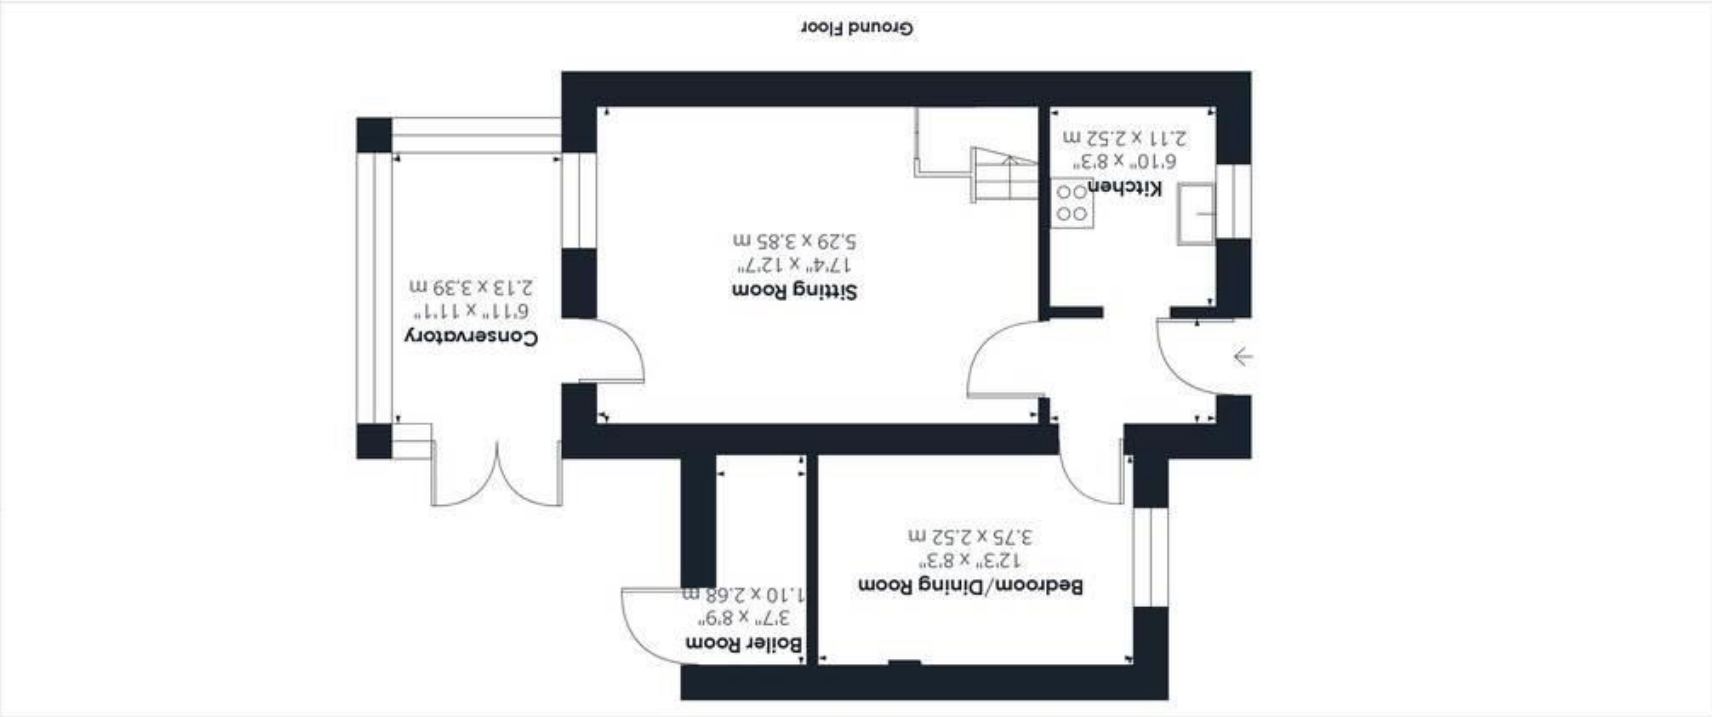 Boiler Room
3'7" x 8'9"
1.10 x 2.68 m
Bedroom/Dining Room
12'3" x 8'3"
3.75 x 2.52 m
Conservatory
6'11" x 11'1"
2.13 x 3.39 m
Sitting Room
17'4" x 12'7"
5.29 x 3.85 m
Kitchen
6'10" x 8'3"
2.11 x 2.52 m
Ground Floor